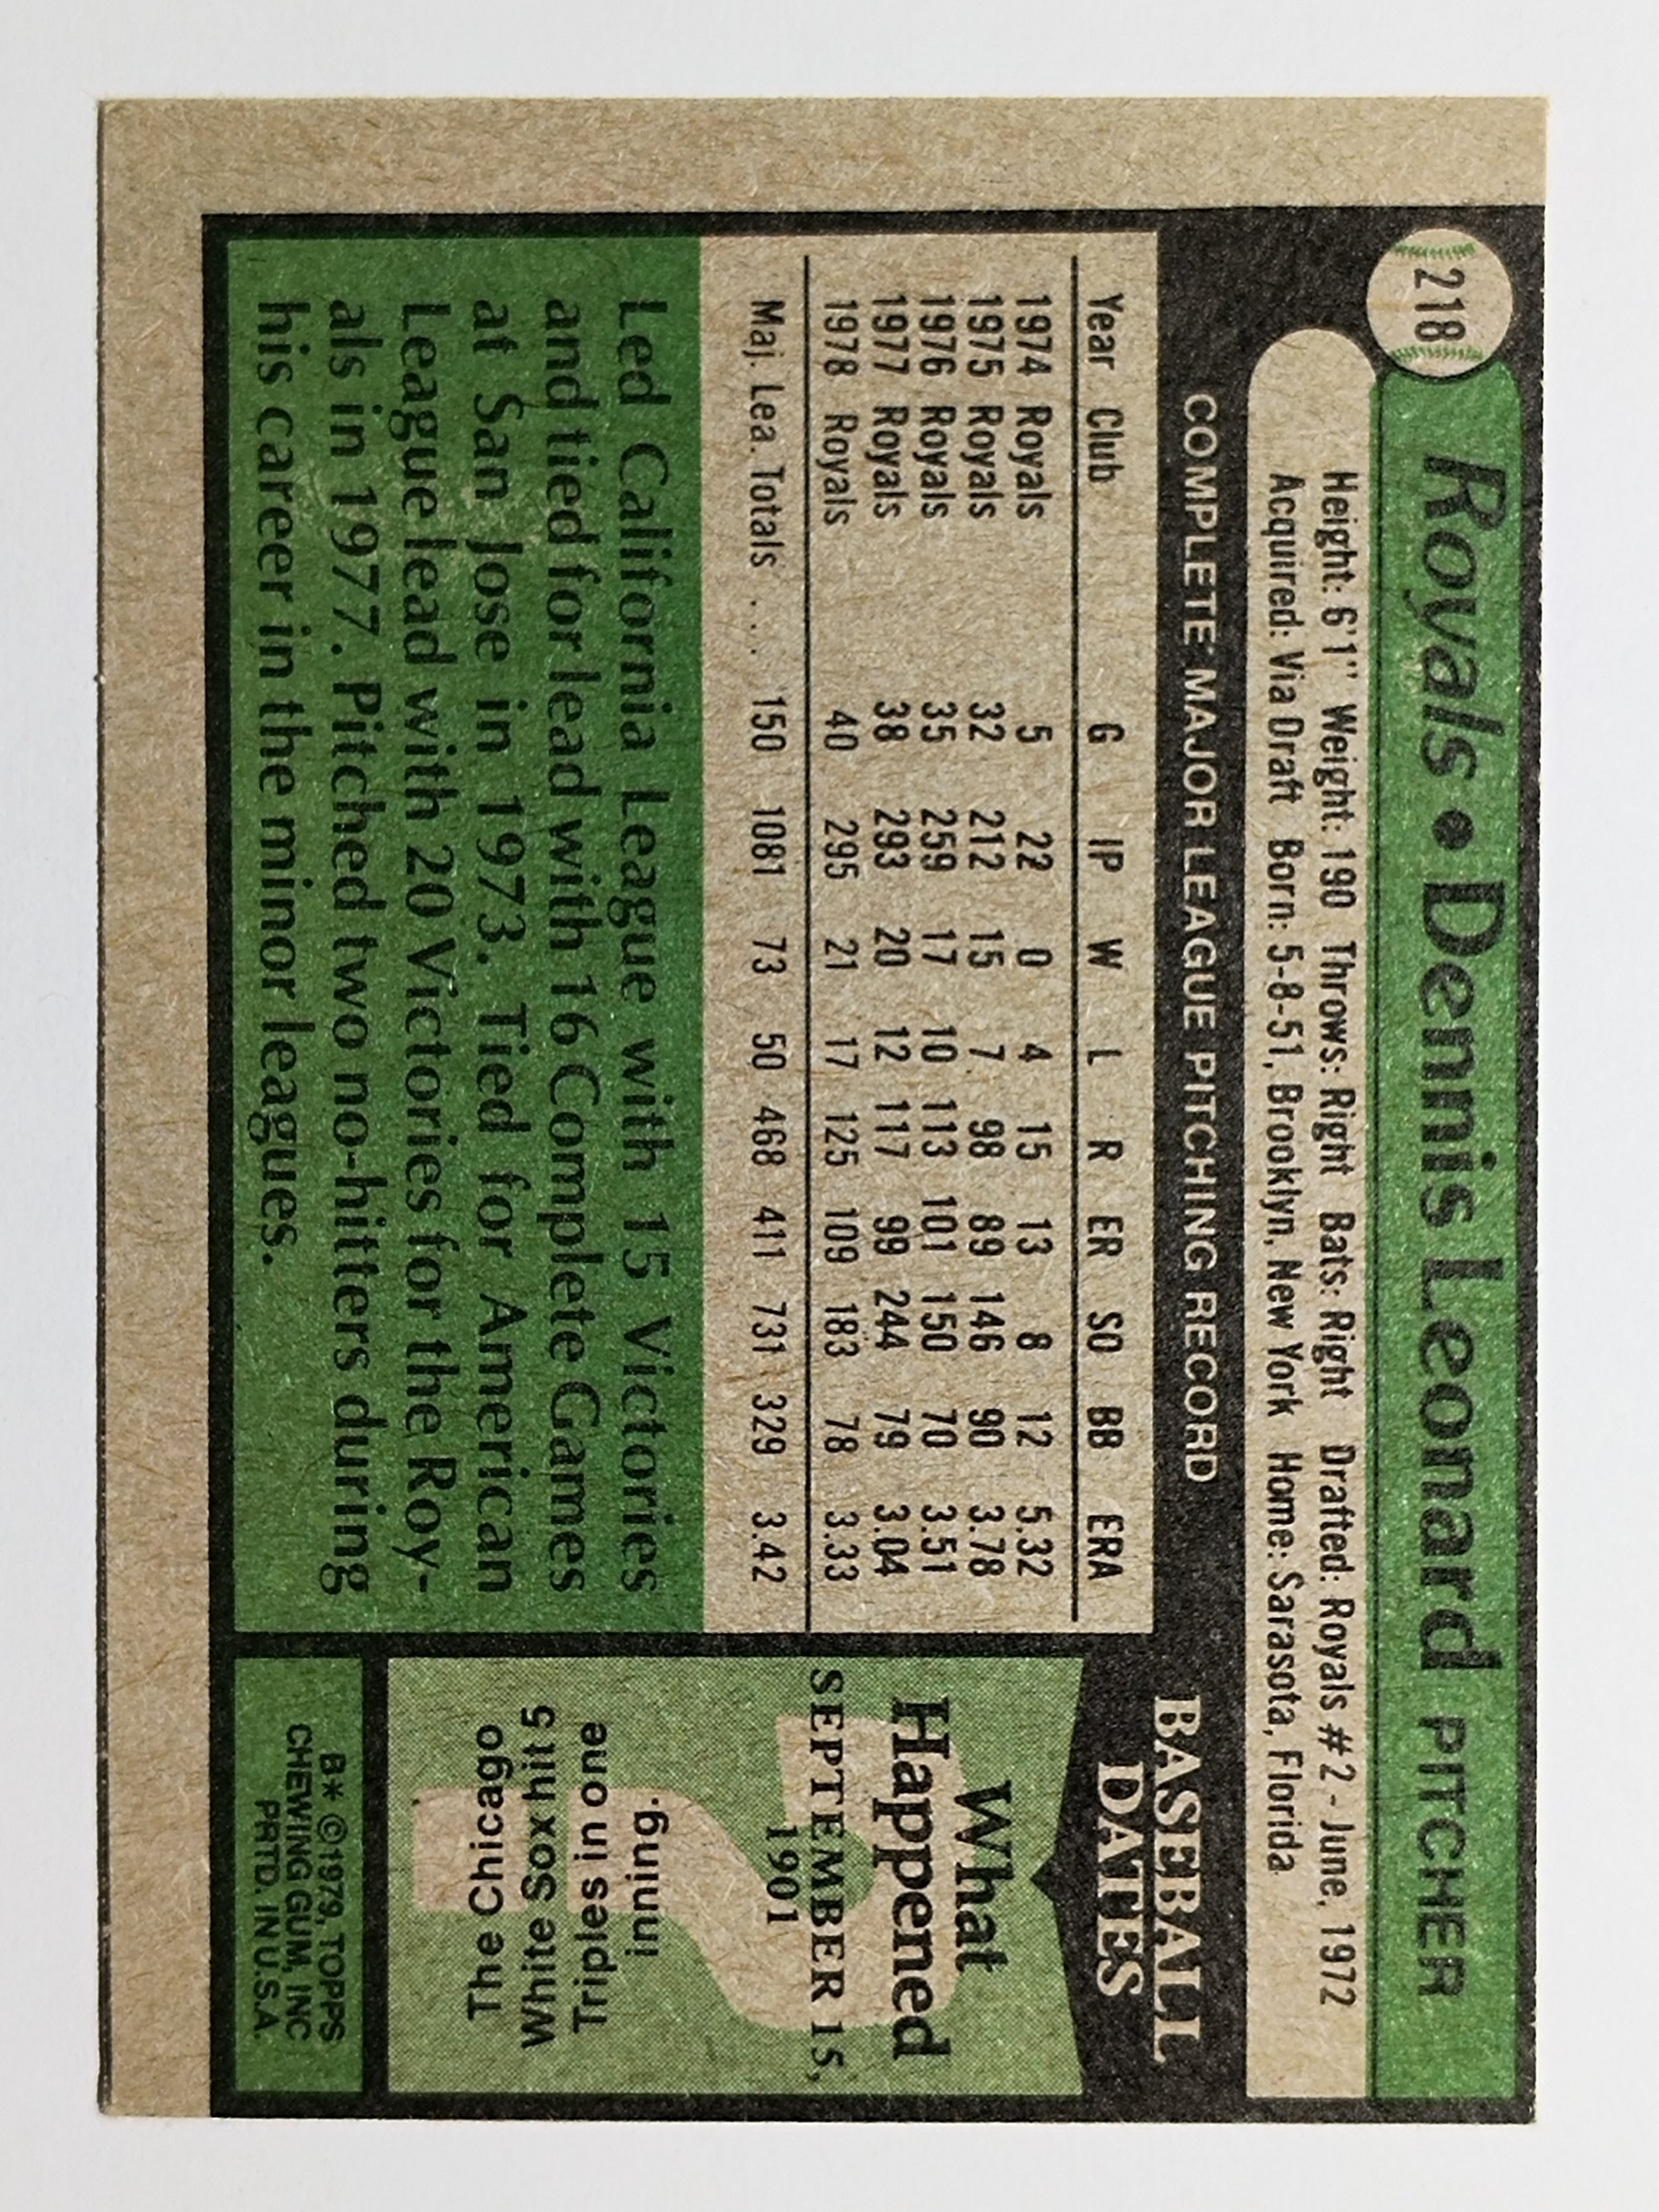 218
Royals • Dennis Leonard PITCHER
Height: 6'1" Weight: 190 Throws: Right Bats: Right Drafted: Royals #2 - June, 1972
Acquired: Via Draft Born: 5-8-51, Brooklyn, New York Home: Sarasota, Florida
COMPLETE MAJOR LEAGUE PITCHING RECORD
Year Club G IP W L R ER SO BB ERA
1974 Royals 5 22 0 4 15 13 8 12 5.32
1975 Royals 32 212 15 7 98 89 146 90 3.78
1976 Royals 35 259 17 10 113 101 150 70 3.51
1977 Royals 38 293 20 12 117 99 244 79 3.04
1978 Royals 40 295 21 17 125 109 183 78 3.33
Maj. Lea. Totals . . . 150 1081 73 50 468 411 731 329 3.42
Led California League with 15 Victories
and tied for lead with 16 Complete Games
at San Jose in 1973. Tied for American
League lead with 20 Victories for the Roy-
als in 1977. Pitched two no-hitters during
his career in the minor leagues.
BASEBALL
DATES
What
Happened
SEPTEMBER 15,
1901
?
The Chicago
White Sox hit 5
Triples in one
inning.
B* ©1979, TOPPS
CHEWING GUM, INC
PRTD. IN U.S.A.